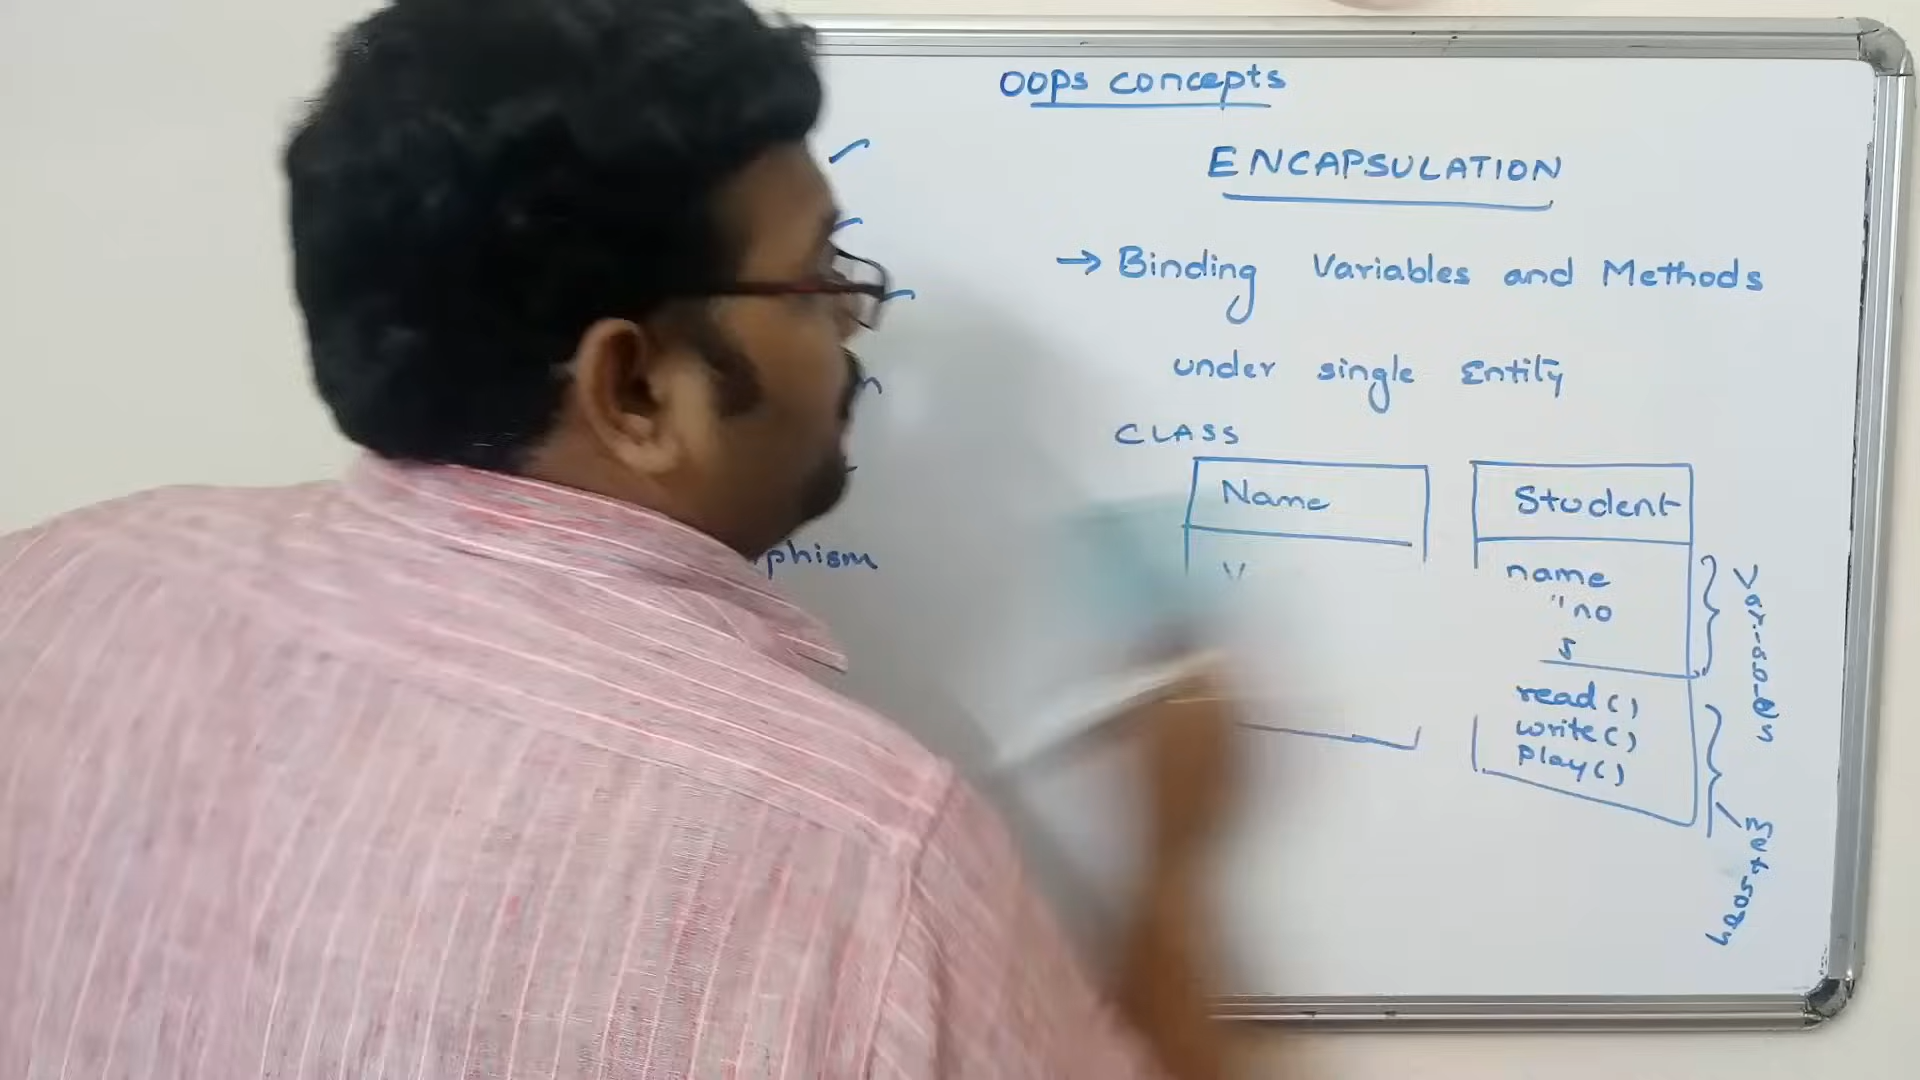 Oops concepts
ENCAPSULATION
→ Binding Variables and Methods
under single Entity
CLASS
Name
Student
name
"no
s
read()
write()
play()
Variables
Methods
phism